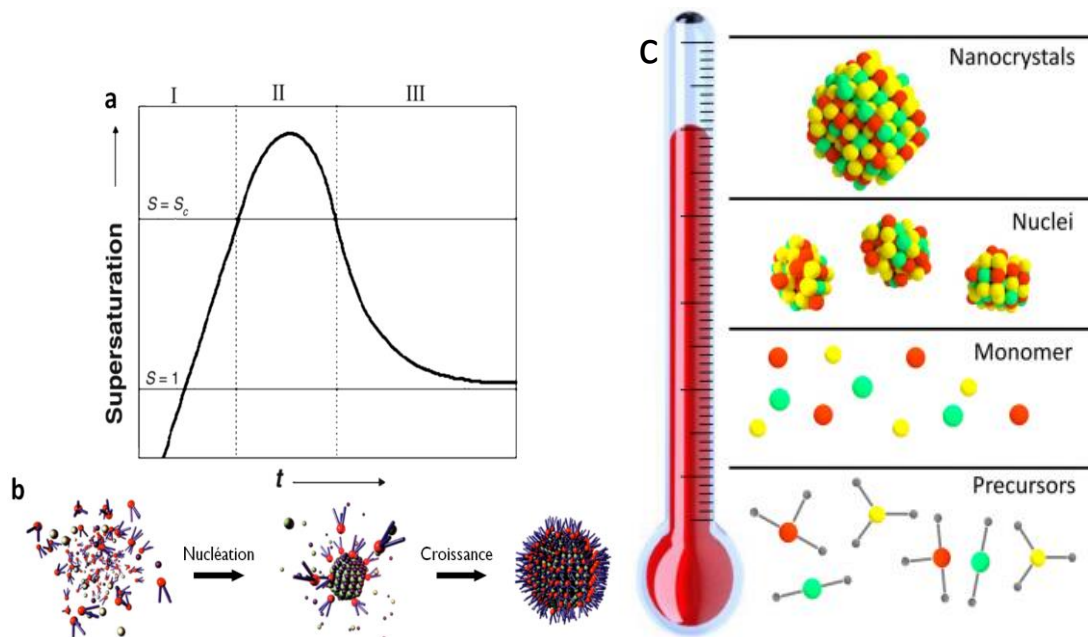 a
I II III
S = Sc
S = 1
Supersaturation
t
b
Nucléation
Croissance
C
Nanocrystals
Nuclei
Monomer
Precursors